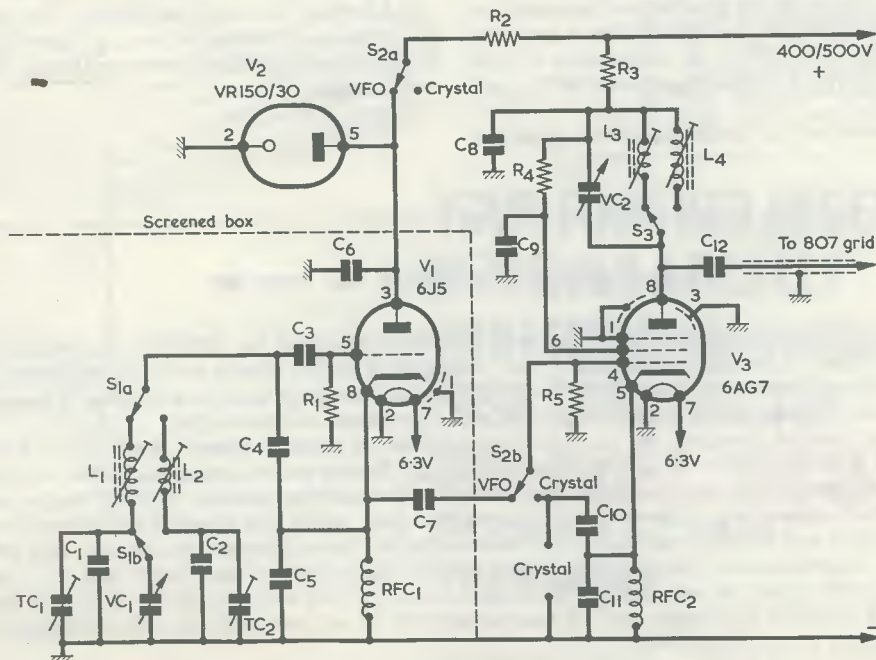 R2
S2a
400/500V
+
V2
VR150/30
VFO
Crystal
R3
2
5
C8
R4
L3
L4
VC2
S3
Screened box
C9
C12
To 807 grid
C6
V1
6J5
3
8
3
C3
5
1
6
1
V3
6AG7
S1a
8
R1
2
7
4
5
R5
2
7
C4
6·3V
S2b
6·3V
L1
L2
VFO
Crystal
C7
C10
C1
S1b
C2
C5
RFC1
Crystal
C11
RFC2
TC1
VC1
TC2
−